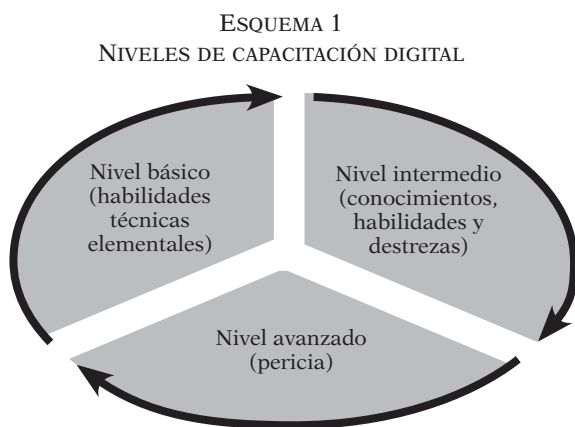 ESQUEMA 1
NIVELES DE CAPACITACIÓN DIGITAL
Nivel básico
(habilidades
técnicas
elementales)
Nivel intermedio
(conocimientos,
habilidades y
destrezas)
Nivel avanzado
(pericia)